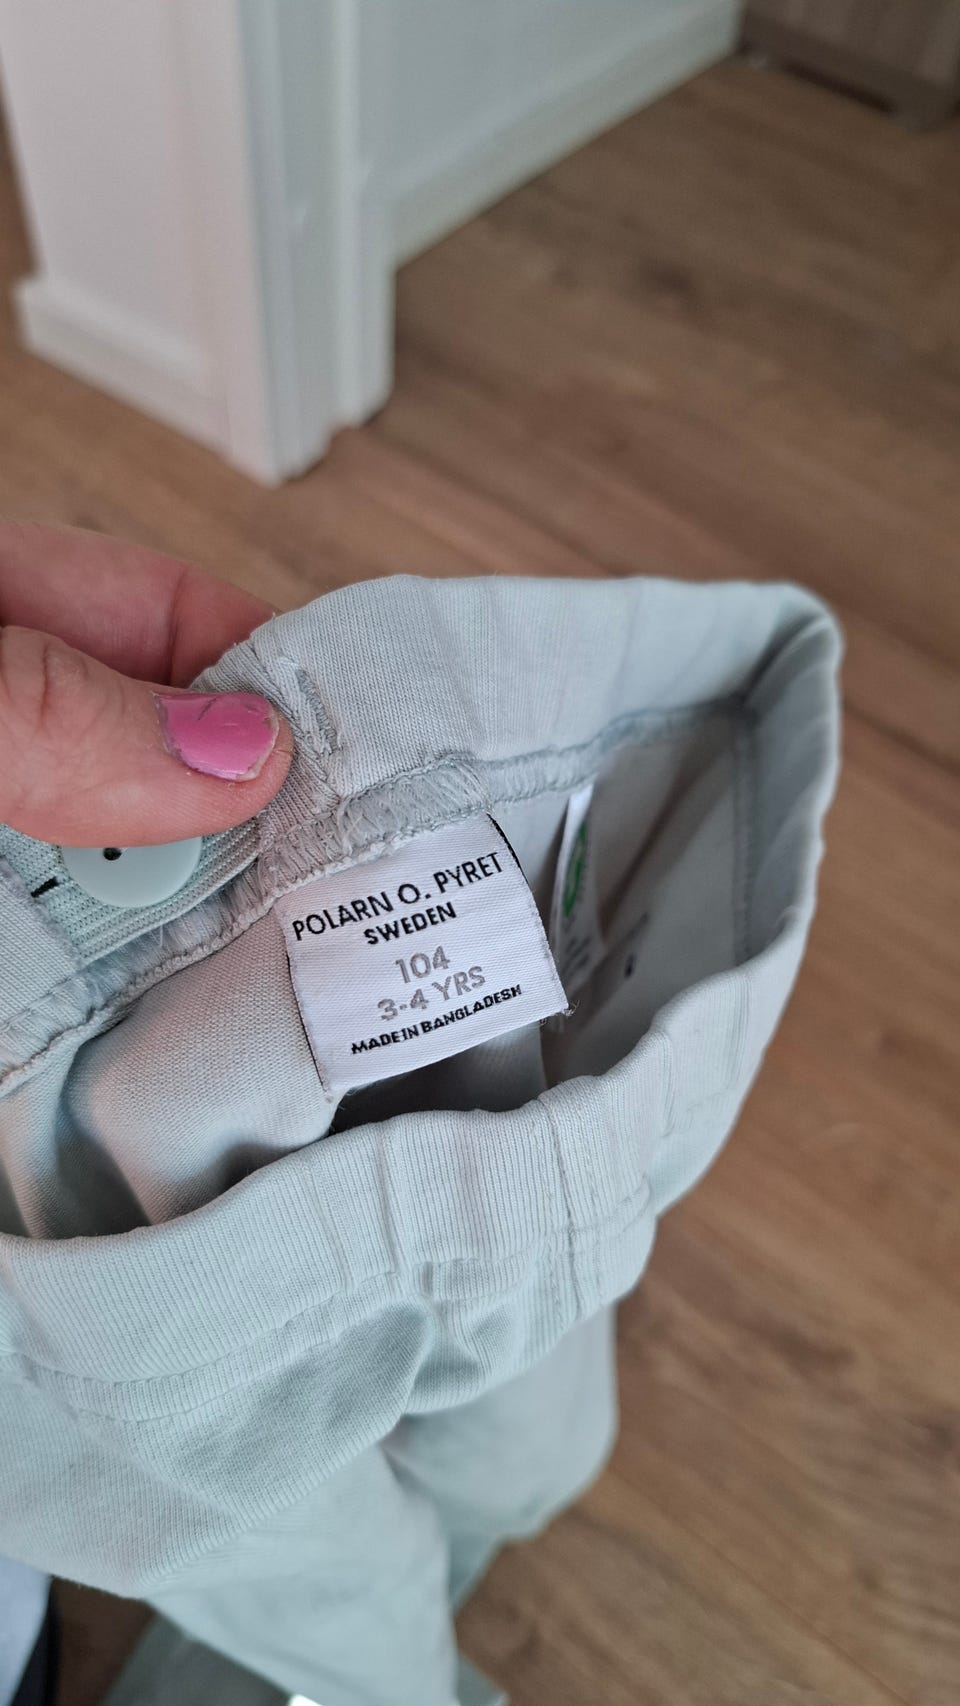 POLARN O. PYRET
SWEDEN
104
3-4 YRS
MADE IN BANGLADESH